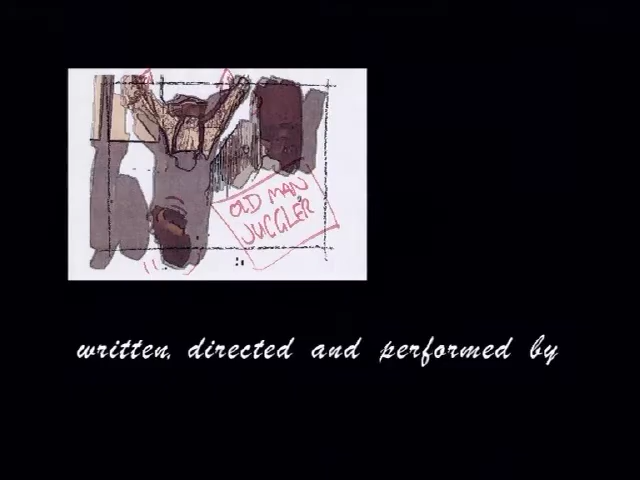 OLD MAN
JUGGLER
written, directed and performed by